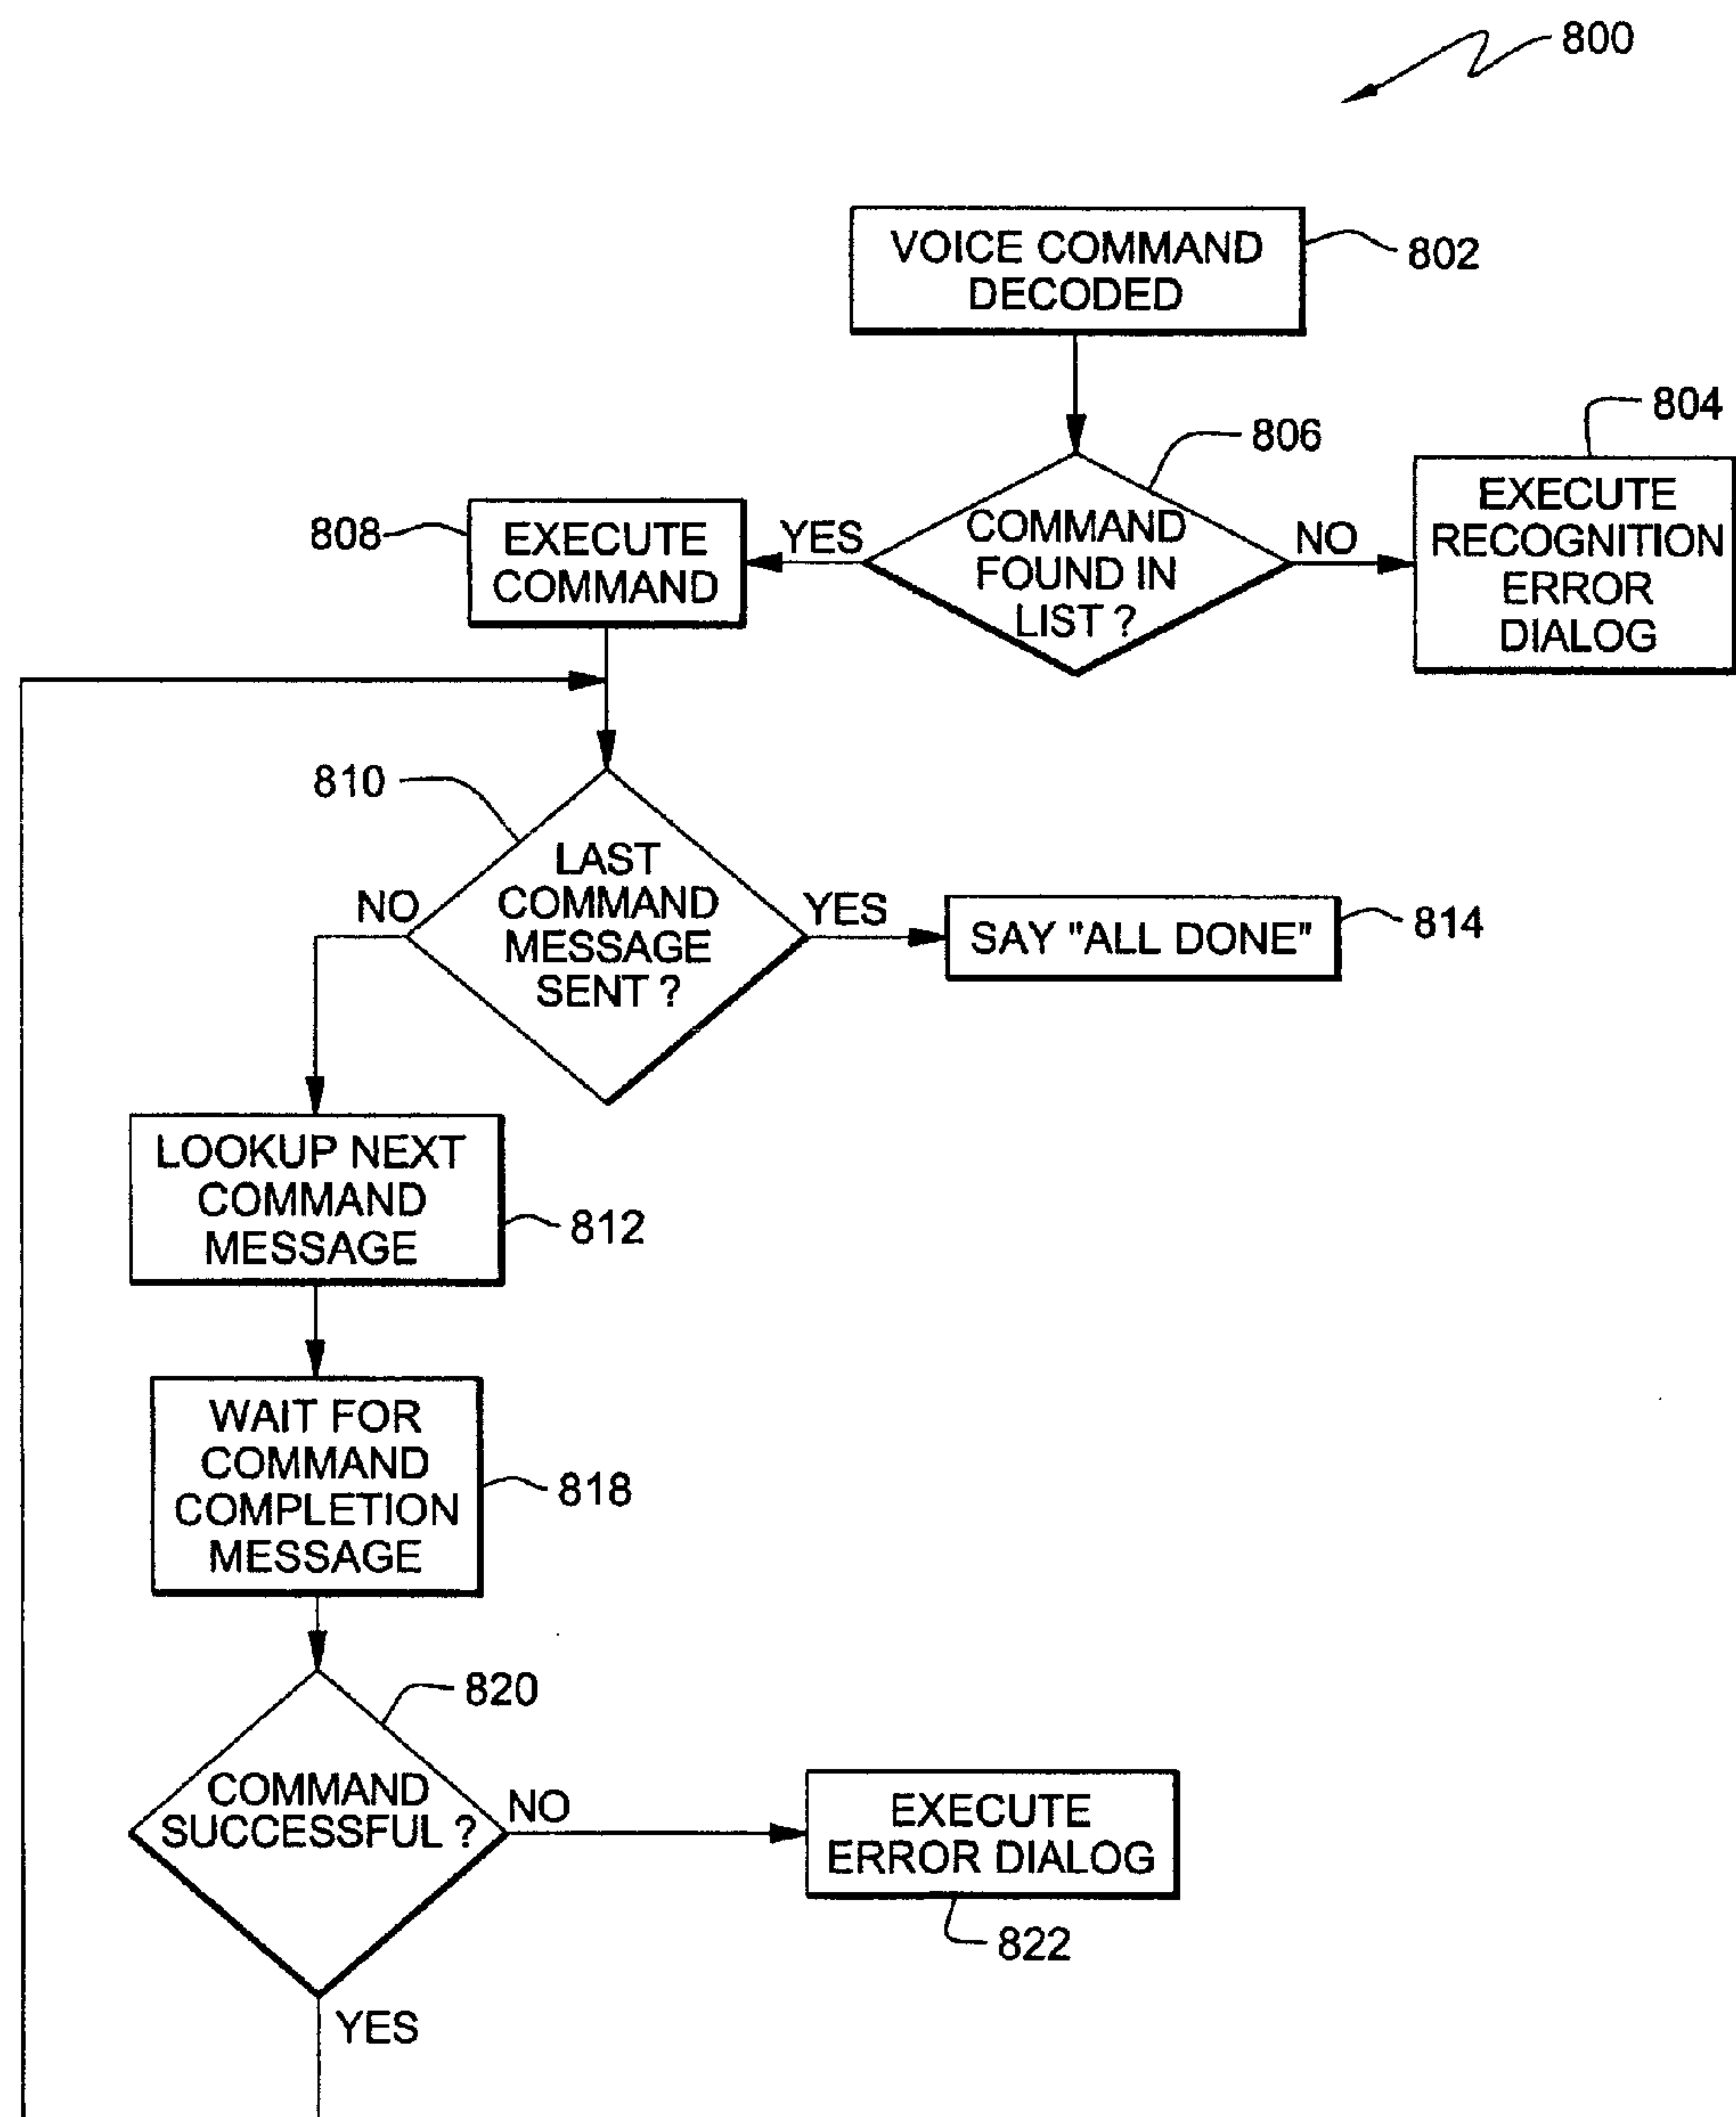 800
VOICE COMMAND
DECODED
802
806
COMMAND
FOUND IN
LIST ?
YES
NO
804
EXECUTE
RECOGNITION
ERROR
DIALOG
808
EXECUTE
COMMAND
810
LAST
COMMAND
MESSAGE
SENT ?
NO
YES
SAY "ALL DONE"
814
LOOKUP NEXT
COMMAND
MESSAGE
812
WAIT FOR
COMMAND
COMPLETION
MESSAGE
818
820
COMMAND
SUCCESSFUL ?
NO
EXECUTE
ERROR DIALOG
822
YES